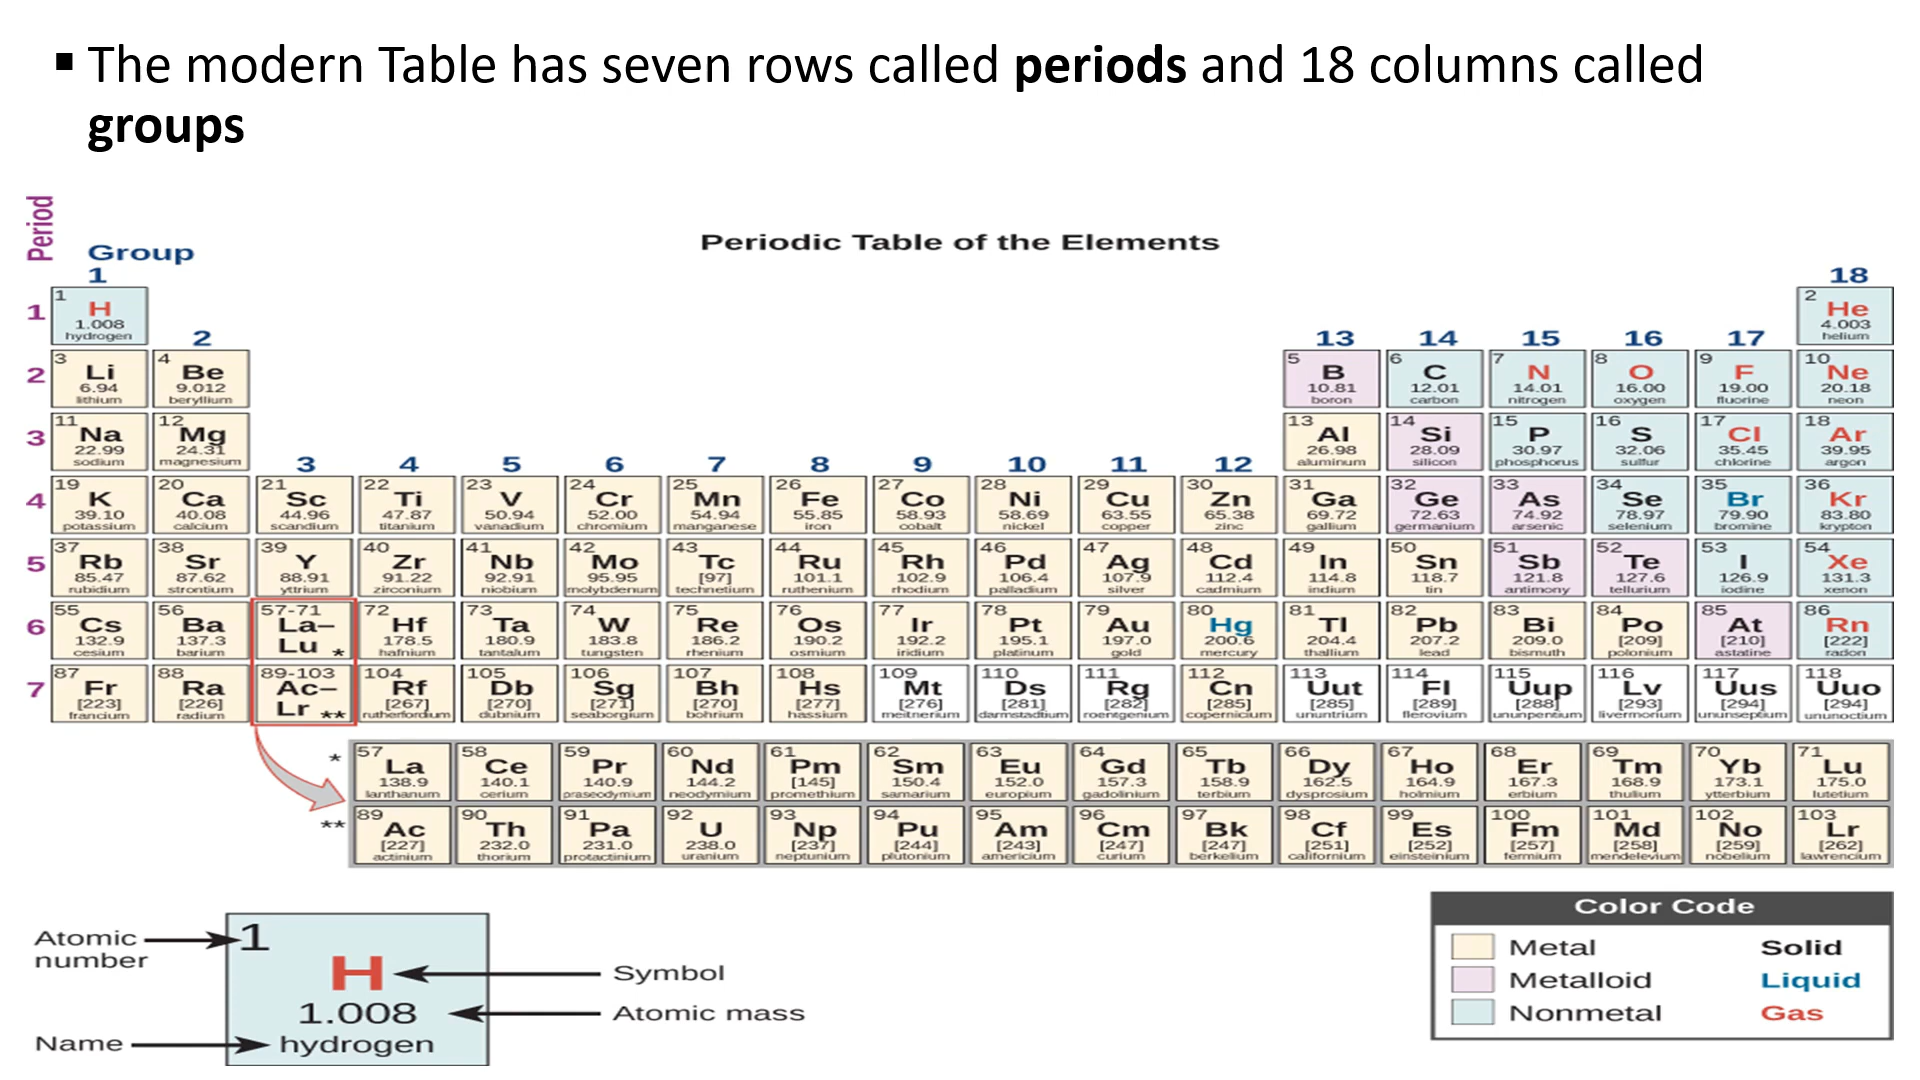 ▪ The modern Table has seven rows called periods and 18 columns called
groups
Period
Periodic Table of the Elements
Group
1 18
1 1 H 1.008 hydrogen 2 He 4.003 helium
2 13 14 15 16 17
2 3 Li 6.94 lithium 4 Be 9.012 beryllium 5 B 10.81 boron 6 C 12.01 carbon 7 N 14.01 nitrogen 8 O 16.00 oxygen 9 F 19.00 fluorine 10 Ne 20.18 neon
3 11 Na 22.99 sodium 12 Mg 24.31 magnesium 13 Al 26.98 aluminum 14 Si 28.09 silicon 15 P 30.97 phosphorus 16 S 32.06 sulfur 17 Cl 35.45 chlorine 18 Ar 39.95 argon
3 4 5 6 7 8 9 10 11 12
4 19 K 39.10 potassium 20 Ca 40.08 calcium 21 Sc 44.96 scandium 22 Ti 47.87 titanium 23 V 50.94 vanadium 24 Cr 52.00 chromium 25 Mn 54.94 manganese 26 Fe 55.85 iron 27 Co 58.93 cobalt 28 Ni 58.69 nickel 29 Cu 63.55 copper 30 Zn 65.38 zinc 31 Ga 69.72 gallium 32 Ge 72.63 germanium 33 As 74.92 arsenic 34 Se 78.97 selenium 35 Br 79.90 bromine 36 Kr 83.80 krypton
5 37 Rb 85.47 rubidium 38 Sr 87.62 strontium 39 Y 88.91 yttrium 40 Zr 91.22 zirconium 41 Nb 92.91 niobium 42 Mo 95.95 molybdenum 43 Tc [97] technetium 44 Ru 101.1 ruthenium 45 Rh 102.9 rhodium 46 Pd 106.4 palladium 47 Ag 107.9 silver 48 Cd 112.4 cadmium 49 In 114.8 indium 50 Sn 118.7 tin 51 Sb 121.8 antimony 52 Te 127.6 tellurium 53 I 126.9 iodine 54 Xe 131.3 xenon
6 55 Cs 132.9 cesium 56 Ba 137.3 barium 57-71 La–Lu * 72 Hf 178.5 hafnium 73 Ta 180.9 tantalum 74 W 183.8 tungsten 75 Re 186.2 rhenium 76 Os 190.2 osmium 77 Ir 192.2 iridium 78 Pt 195.1 platinum 79 Au 197.0 gold 80 Hg 200.6 mercury 81 Tl 204.4 thallium 82 Pb 207.2 lead 83 Bi 209.0 bismuth 84 Po [209] polonium 85 At [210] astatine 86 Rn [222] radon
7 87 Fr [223] francium 88 Ra [226] radium 89-103 Ac–Lr ** 104 Rf [267] rutherfordium 105 Db [270] dubnium 106 Sg [271] seaborgium 107 Bh [270] bohrium 108 Hs [277] hassium 109 Mt [276] meitnerium 110 Ds [281] darmstadtium 111 Rg [282] roentgenium 112 Cn [285] copernicium 113 Uut [285] ununtrium 114 Fl [289] flerovium 115 Uup [288] ununpentium 116 Lv [293] livermorium 117 Uus [294] ununseptium 118 Uuo [294] ununoctium
* 57 La 138.9 lanthanum 58 Ce 140.1 cerium 59 Pr 140.9 praseodymium 60 Nd 144.2 neodymium 61 Pm [145] promethium 62 Sm 150.4 samarium 63 Eu 152.0 europium 64 Gd 157.3 gadolinium 65 Tb 158.9 terbium 66 Dy 162.5 dysprosium 67 Ho 164.9 holmium 68 Er 167.3 erbium 69 Tm 168.9 thulium 70 Yb 173.1 ytterbium 71 Lu 175.0 lutetium
** 89 Ac [227] actinium 90 Th 232.0 thorium 91 Pa 231.0 protactinium 92 U 238.0 uranium 93 Np [237] neptunium 94 Pu [244] plutonium 95 Am [243] americium 96 Cm [247] curium 97 Bk [247] berkelium 98 Cf [251] californium 99 Es [252] einsteinium 100 Fm [257] fermium 101 Md [258] mendelevium 102 No [259] nobelium 103 Lr [262] lawrencium
Atomic
number
1
H
1.008
hydrogen
Symbol
Atomic mass
Name
Color Code
Metal Solid
Metalloid Liquid
Nonmetal Gas